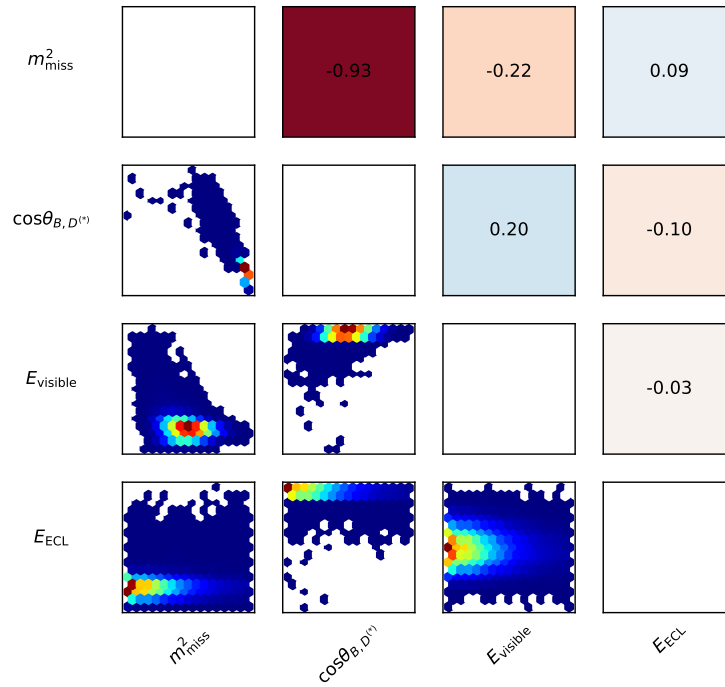 m²miss
-0.93
-0.22
0.09
cosθB, D(*)
0.20
-0.10
Evisible
-0.03
EECL
m²miss
cosθB, D(*)
Evisible
EECL